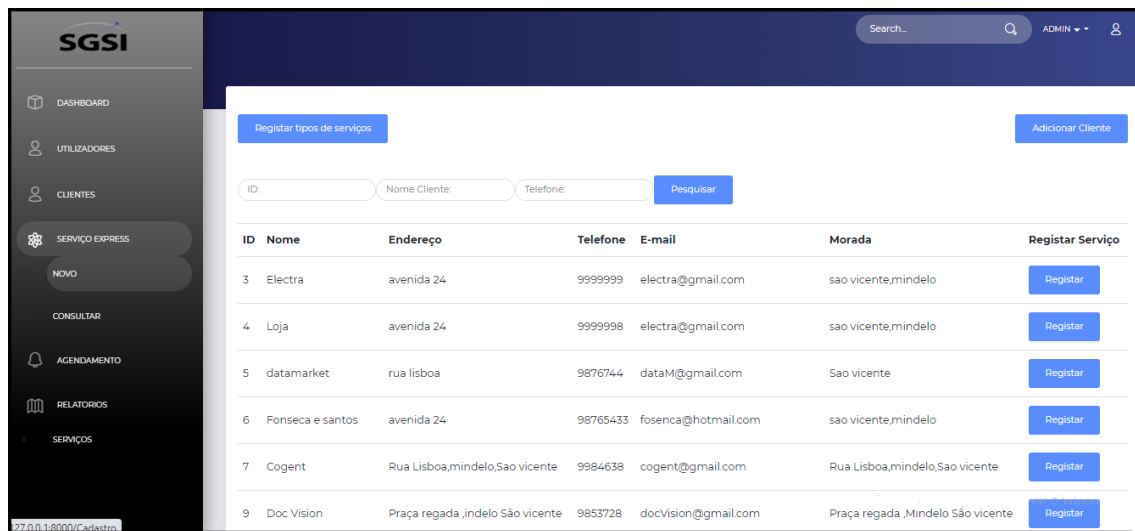 SGSI
Search...
ADMIN
DASHBOARD
UTILIZADORES
CLIENTES
SERVIÇO EXPRESS
NOVO
CONSULTAR
AGENDAMENTO
RELATORIOS
SERVIÇOS
Registar tipos de serviços
Adicionar Cliente
ID: Nome Cliente: Telefone: Pesquisar
ID Nome Endereço Telefone E-mail Morada Registar Serviço
3 Electra avenida 24 9999999 electra@gmail.com sao vicente,mindelo Registar
4 Loja avenida 24 9999998 electra@gmail.com sao vicente,mindelo Registar
5 datamarket rua lisboa 9876744 dataM@gmail.com Sao vicente Registar
6 Fonseca e santos avenida 24 98765433 fosenca@hotmail.com sao vicente,mindelo Registar
7 Cogent Rua Lisboa,mindelo,Sao vicente 9984638 cogent@gmail.com Rua Lisboa,mindelo,Sao vicente Registar
9 Doc Vision Praça regada ,indelo São vicente 9853728 docVision@gmail.com Praça regada ,Mindelo São vicente Registar
127.0.0.1:8000/Cadastro